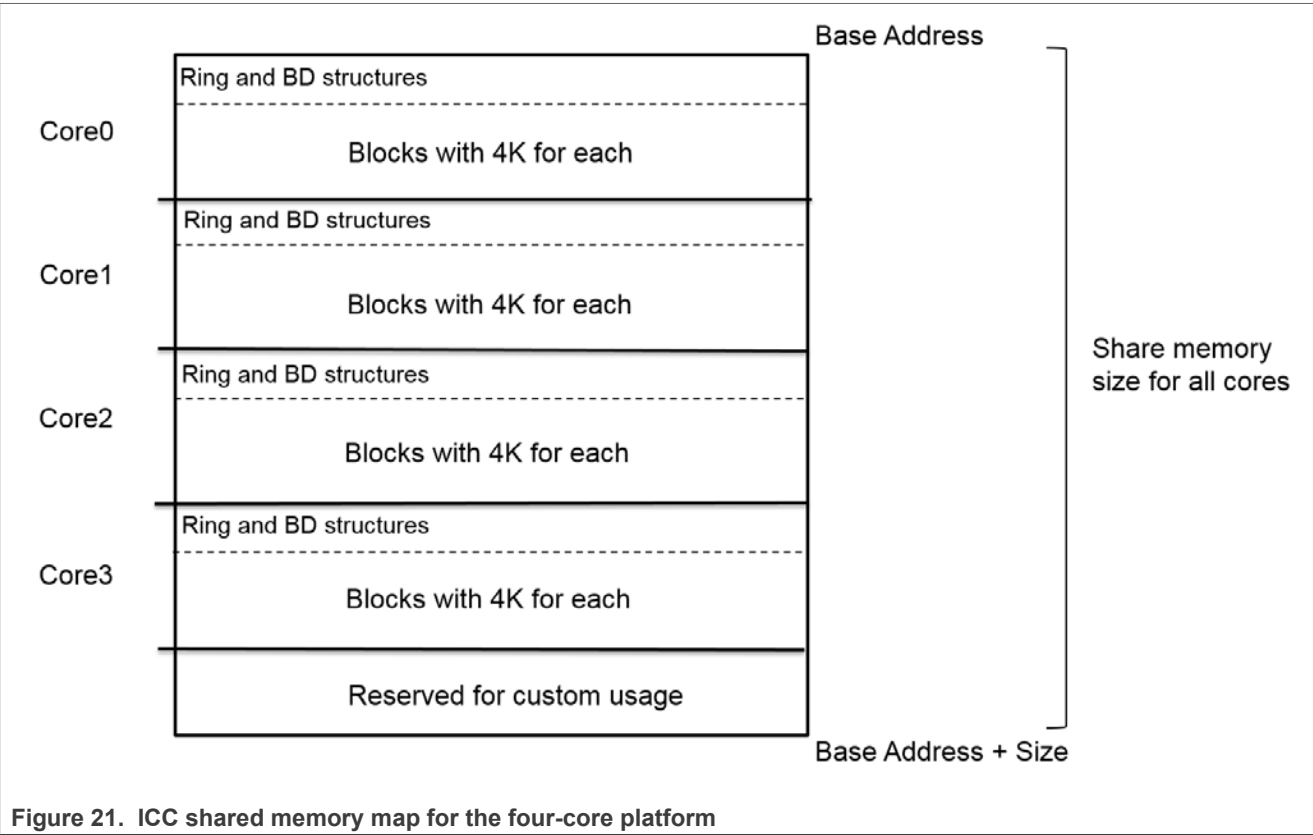 Base Address
Ring and BD structures
Core0
Blocks with 4K for each
Ring and BD structures
Core1
Blocks with 4K for each
Share memory
size for all cores
Ring and BD structures
Core2
Blocks with 4K for each
Ring and BD structures
Core3
Blocks with 4K for each
Reserved for custom usage
Base Address + Size
Figure 21. ICC shared memory map for the four-core platform